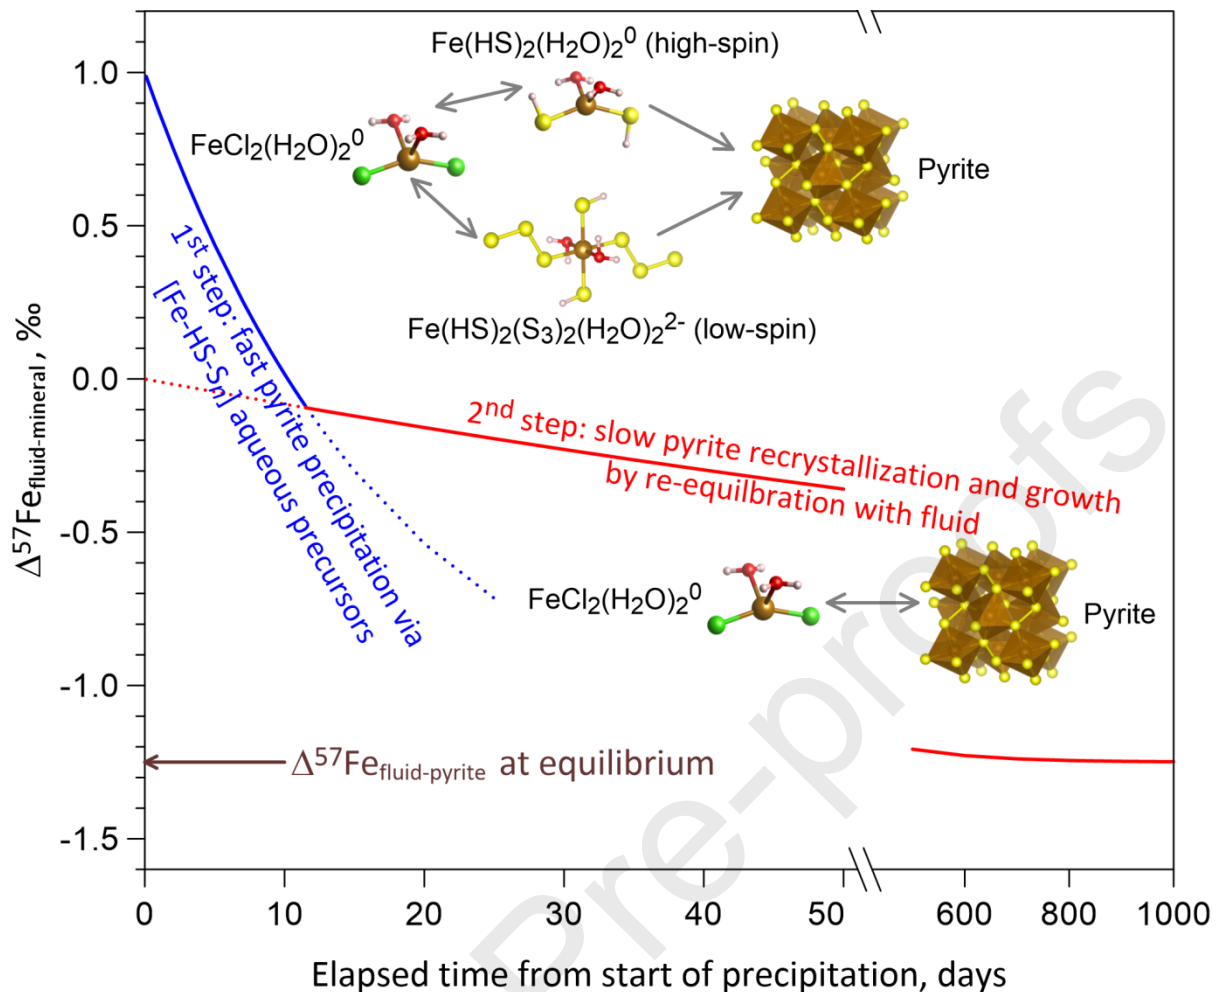 Fe(HS)2(H2O)2^0 (high-spin)
FeCl2(H2O)2^0
Pyrite
Fe(HS)2(S3)2(H2O)2^2- (low-spin)
1st step: fast pyrite precipitation via
[Fe-HS-Sn] aqueous precursors
2nd step: slow pyrite recrystallization and growth
by re-equilbration with fluid
FeCl2(H2O)2^0
Pyrite
Δ57Fefluid-pyrite at equilibrium
Δ57Fefluid-mineral, ‰
1.0
0.5
0.0
-0.5
-1.0
-1.5
0 10 20 30 40 50 600 800 1000
Elapsed time from start of precipitation, days
Pre-proofs